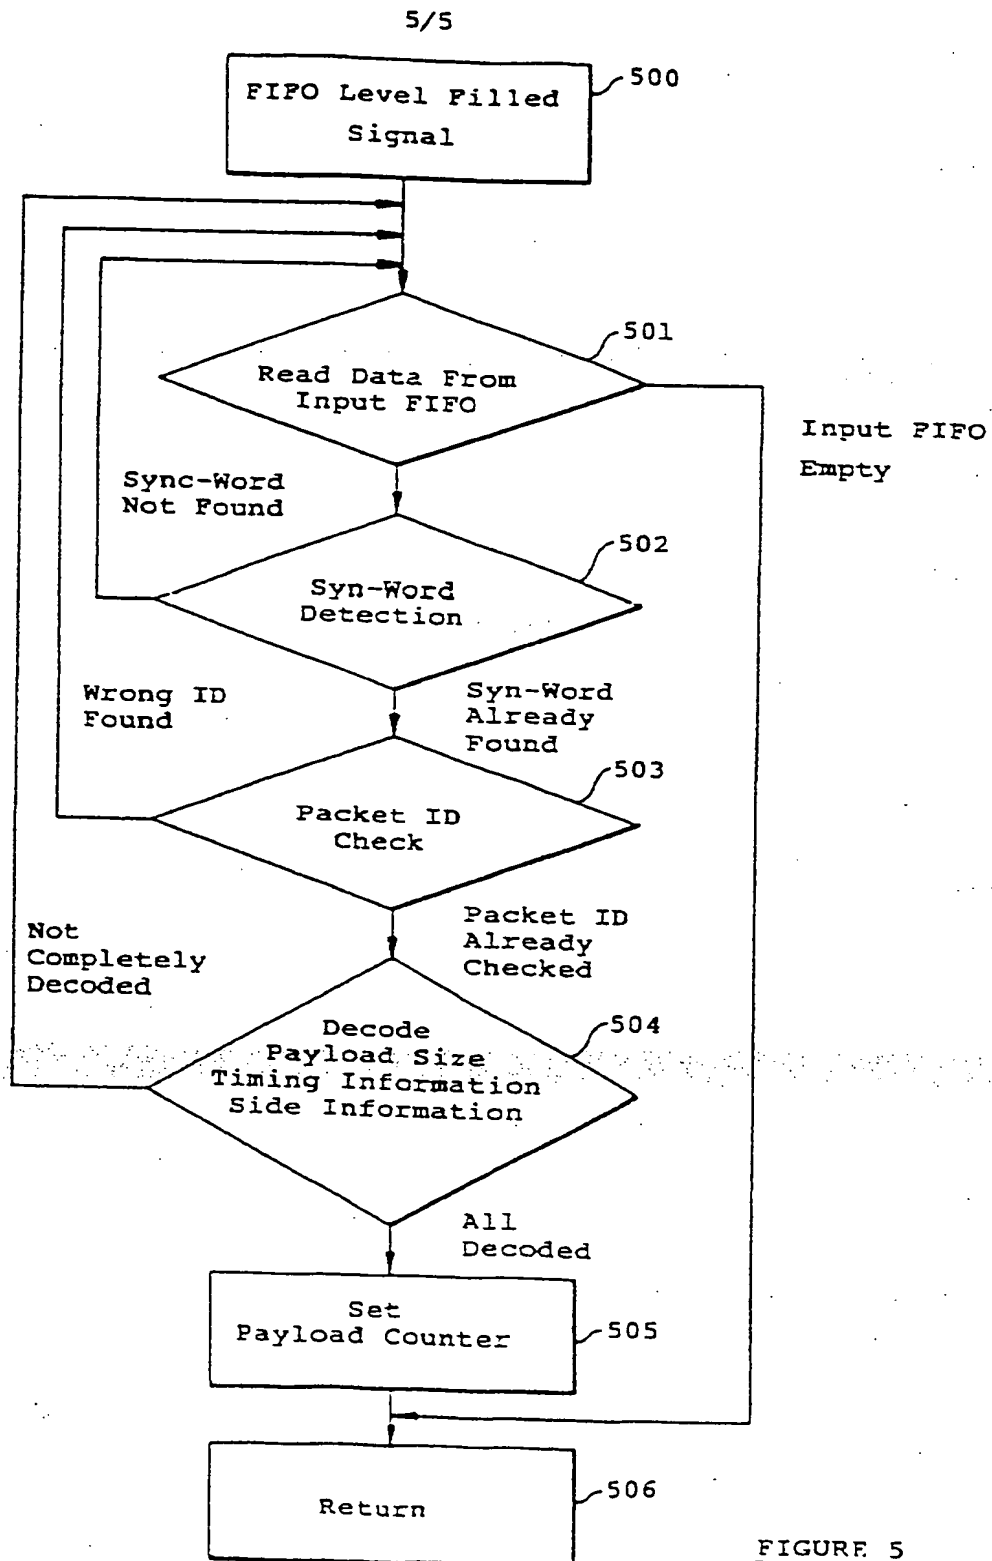 5/5
FIFO Level Filled
Signal
500
501
Read Data From
Input FIFO
Input FIFO
Empty
Sync-Word
Not Found
502
Syn-Word
Detection
Wrong ID
Found
Syn-Word
Already
Found
503
Packet ID
Check
Not
Completely
Decoded
Packet ID
Already
Checked
504
Decode
Payload Size
Timing Information
Side Information
All
Decoded
Set
Payload Counter
505
Return
506
FIGURE 5